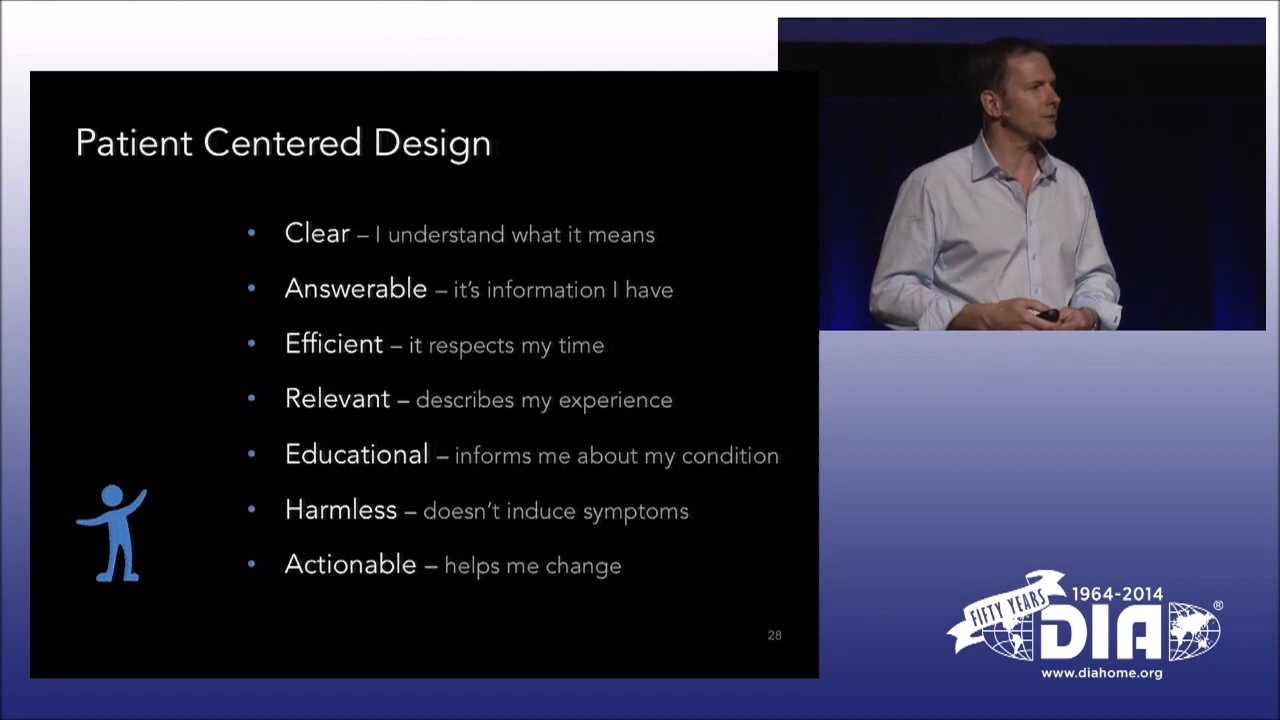 Patient Centered Design
• Clear – I understand what it means
• Answerable – it’s information I have
• Efficient – it respects my time
• Relevant – describes my experience
• Educational – informs me about my condition
• Harmless – doesn’t induce symptoms
• Actionable – helps me change
28
FIFTY YEARS
1964-2014
DIA®
www.diahome.org